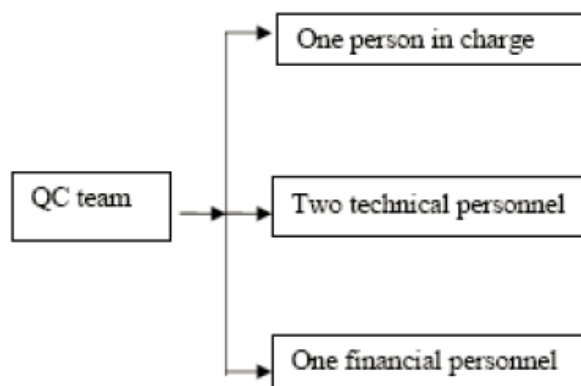 One person in charge
QC team
Two technical personnel
One financial personnel